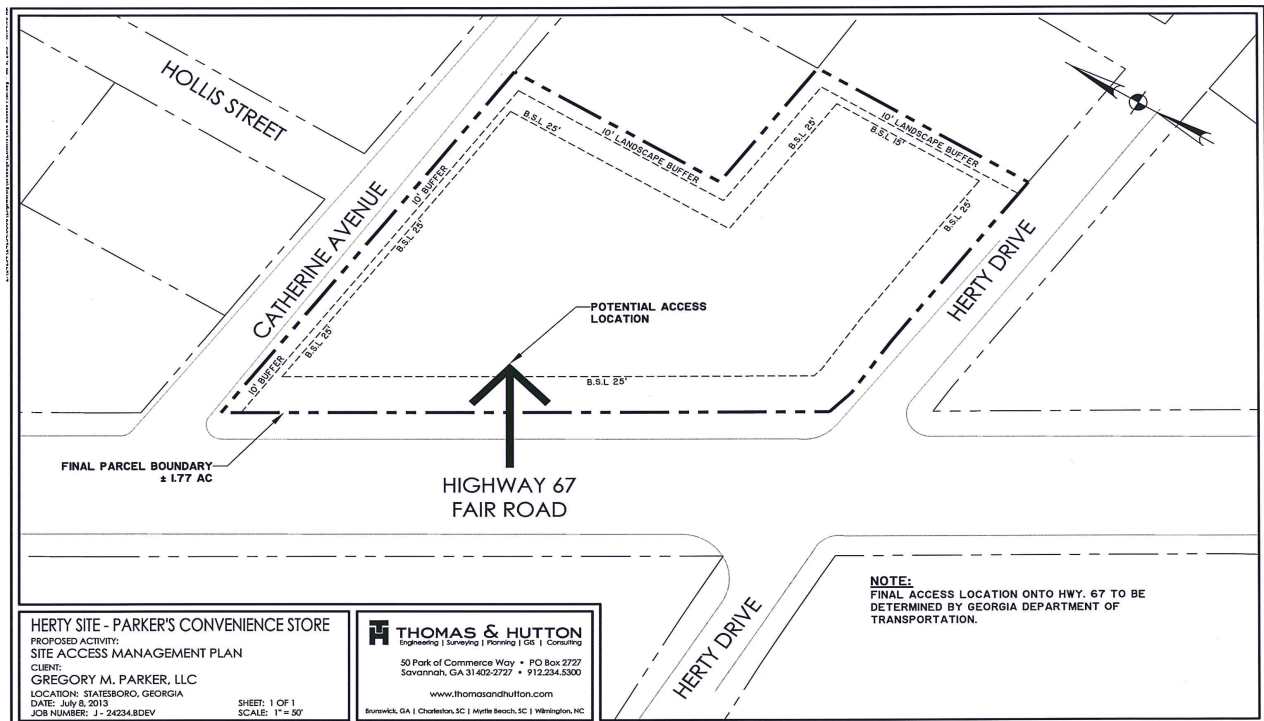 HOLLIS STREET
CATHERINE AVENUE
10' BUFFER
B.S.L 25'
10' BUFFER
B.S.L 25'
B.S.L 25'
10' LANDSCAPE BUFFER
B.S.L 25'
10' LANDSCAPE BUFFER
B.S.L 15'
B.S.L 25'
HERTY DRIVE
POTENTIAL ACCESS
LOCATION
B.S.L 25'
FINAL PARCEL BOUNDARY
± 1.77 AC
HIGHWAY 67
FAIR ROAD
HERTY DRIVE
NOTE:
FINAL ACCESS LOCATION ONTO HWY. 67 TO BE
DETERMINED BY GEORGIA DEPARTMENT OF
TRANSPORTATION.
HERTY SITE - PARKER'S CONVENIENCE STORE
PROPOSED ACTIVITY:
SITE ACCESS MANAGEMENT PLAN
CLIENT:
GREGORY M. PARKER, LLC
LOCATION: STATESBORO, GEORGIA
DATE: July 8, 2013 SHEET: 1 OF 1
JOB NUMBER: J - 24234.BDEV SCALE: 1" = 50'
THOMAS & HUTTON
Engineering | Surveying | Planning | GIS | Consulting
50 Park of Commerce Way • PO Box 2727
Savannah, GA 31402-2727 • 912.234.5300
www.thomasandhutton.com
Brunswick, GA | Charleston, SC | Myrtle Beach, SC | Wilmington, NC